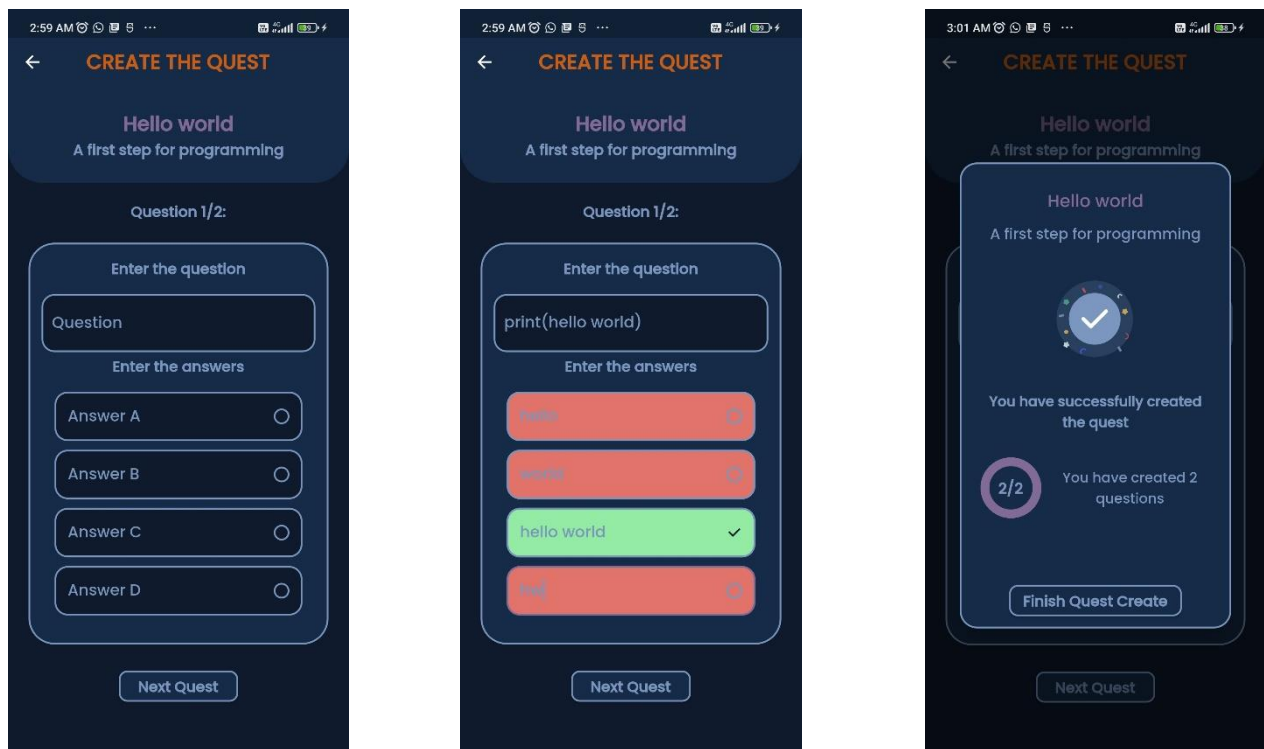 2:59 AM
CREATE THE QUEST
Hello world
A first step for programming
Question 1/2:
Enter the question
Question
Enter the answers
Answer A
Answer B
Answer C
Answer D
Next Quest
2:59 AM
CREATE THE QUEST
Hello world
A first step for programming
Question 1/2:
Enter the question
print(hello world)
Enter the answers
hello
world
hello world
Next Quest
3:01 AM
CREATE THE QUEST
Hello world
A first step for programming
Hello world
A first step for programming
You have successfully created
the quest
2/2
You have created 2
questions
Finish Quest Create
Next Quest